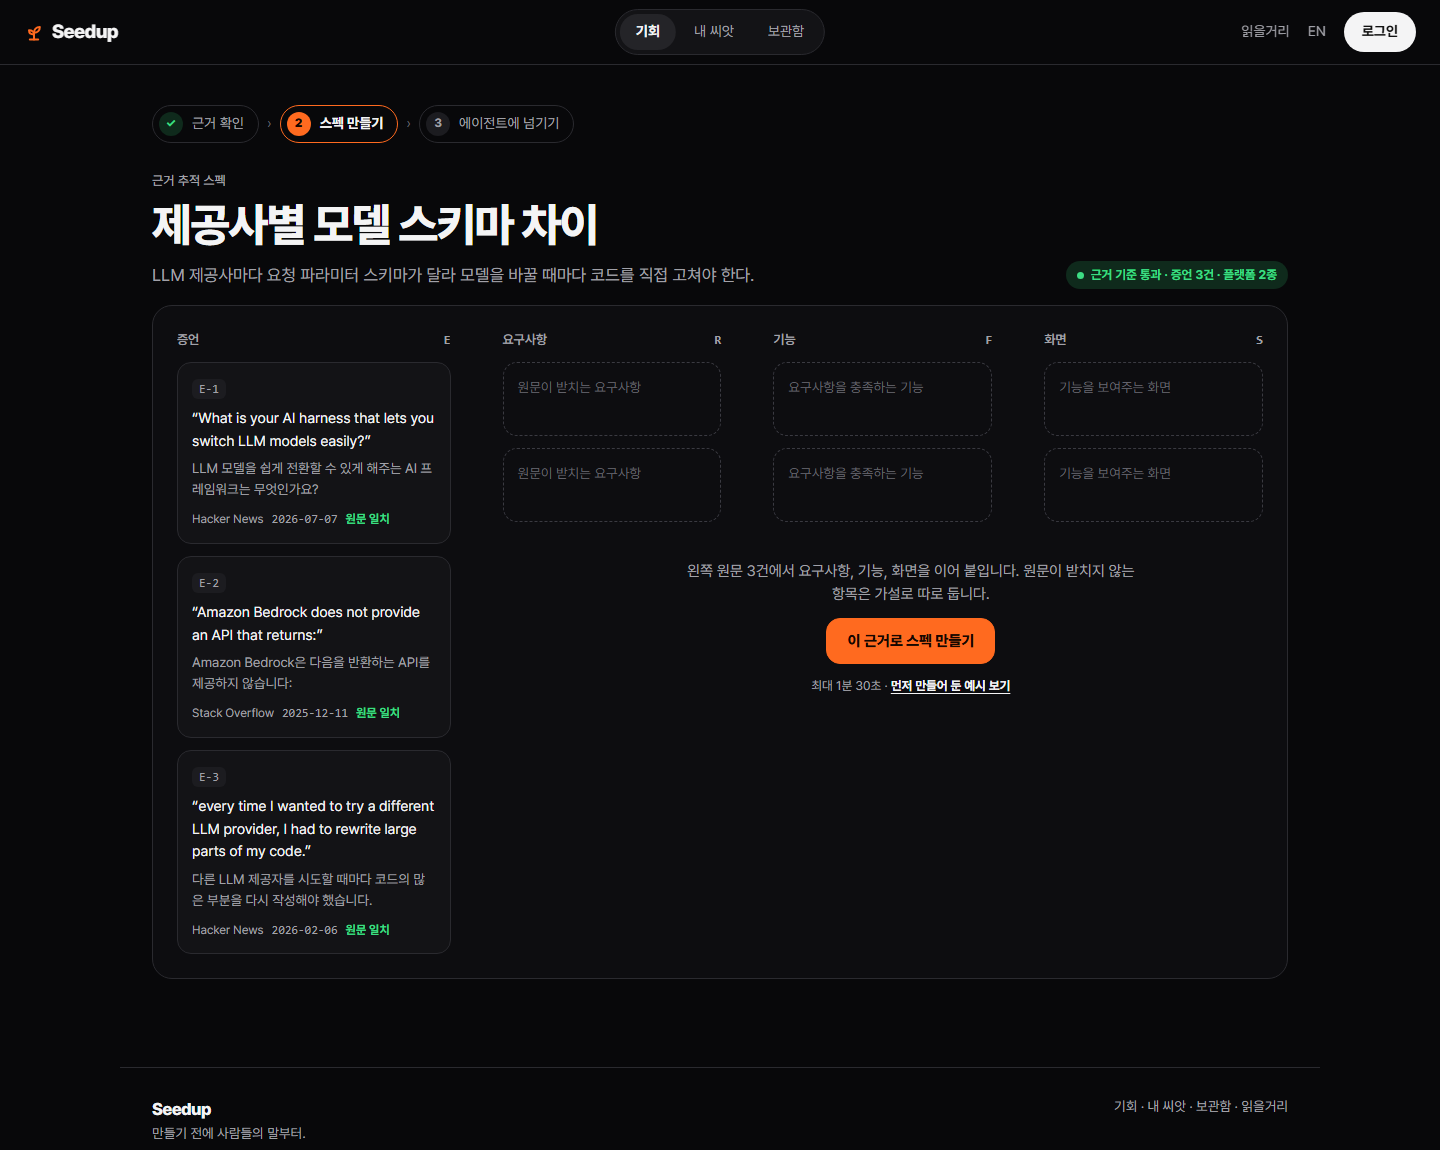 Seedup
기회
내 씨앗
보관함
읽을거리
EN
로그인
근거 확인
›
2
스펙 만들기
›
3
에이전트에 넘기기
근거 추적 스펙
제공사별 모델 스키마 차이
LLM 제공사마다 요청 파라미터 스키마가 달라 모델을 바꿀 때마다 코드를 직접 고쳐야 한다.
근거 기준 통과 · 증언 3건 · 플랫폼 2종
증언
E
E-1
“What is your AI harness that lets you
switch LLM models easily?”
LLM 모델을 쉽게 전환할 수 있게 해주는 AI 프
레임워크는 무엇인가요?
Hacker News 2026-07-07 원문 일치
E-2
“Amazon Bedrock does not provide
an API that returns:”
Amazon Bedrock은 다음을 반환하는 API를
제공하지 않습니다:
Stack Overflow 2025-12-11 원문 일치
E-3
“every time I wanted to try a different
LLM provider, I had to rewrite large
parts of my code.”
다른 LLM 제공자를 시도할 때마다 코드의 많
은 부분을 다시 작성해야 했습니다.
Hacker News 2026-02-06 원문 일치
요구사항
R
원문이 받치는 요구사항
원문이 받치는 요구사항
기능
F
요구사항을 충족하는 기능
요구사항을 충족하는 기능
화면
S
기능을 보여주는 화면
기능을 보여주는 화면
왼쪽 원문 3건에서 요구사항, 기능, 화면을 이어 붙입니다. 원문이 받치지 않는
항목은 가설로 따로 둡니다.
이 근거로 스펙 만들기
최대 1분 30초 · 먼저 만들어 둔 예시 보기
Seedup
만들기 전에 사람들의 말부터.
기회 · 내 씨앗 · 보관함 · 읽을거리